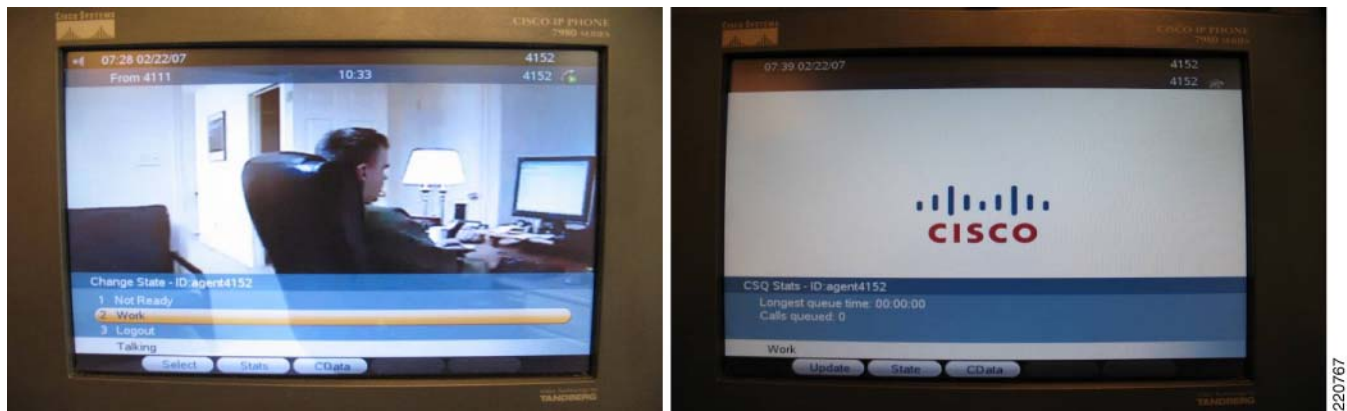 CISCO SYSTEMS
CISCO IP PHONE
7980 SERIES
07:28 02/22/07 4152
From 4111 10:33 4152
Change State - ID:agent4152
1 Not Ready
2 Work
3 Logout
Talking
Select Stats CData
TANDBERG
CISCO SYSTEMS
CISCO IP PHONE
7980 SERIES
07:39 02/22/07 4152
4152
CISCO
CSQ Stats - ID:agent4152
Longest queue time: 00:00:00
Calls queued: 0
Work
Update State CData
TANDBERG
220767